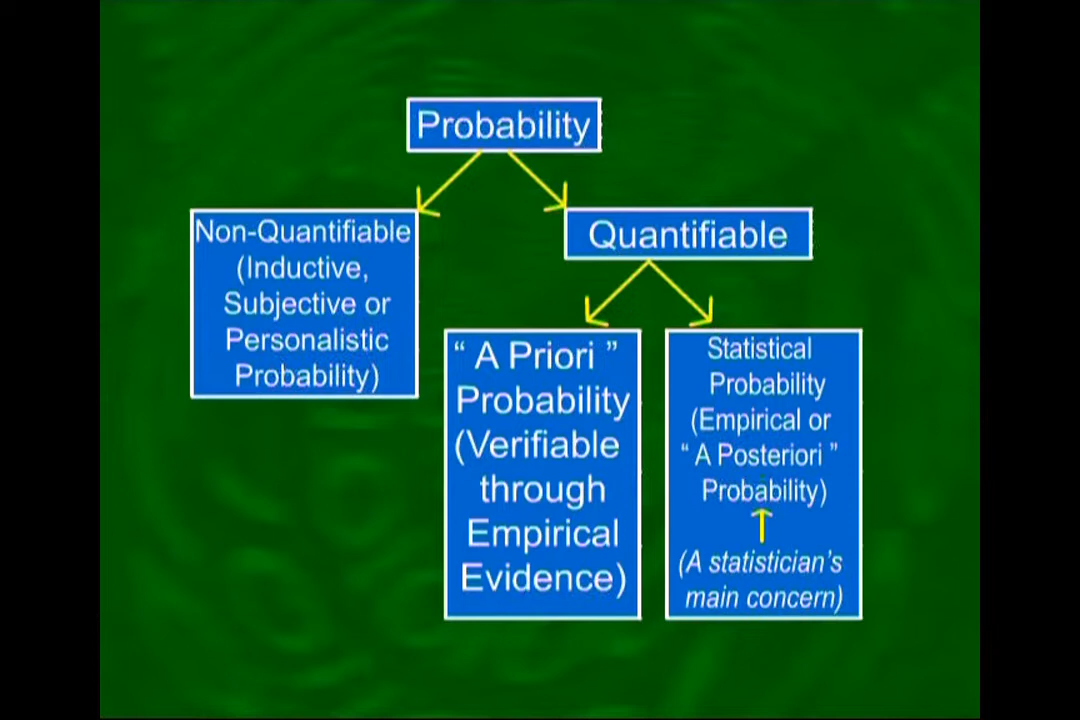 Probability
Non-Quantifiable
(Inductive,
Subjective or
Personalistic
Probability)
Quantifiable
“ A Priori ”
Probability
(Verifiable
through
Empirical
Evidence)
Statistical
Probability
(Empirical or
“ A Posteriori ”
Probability)
(A statistician's
main concern)